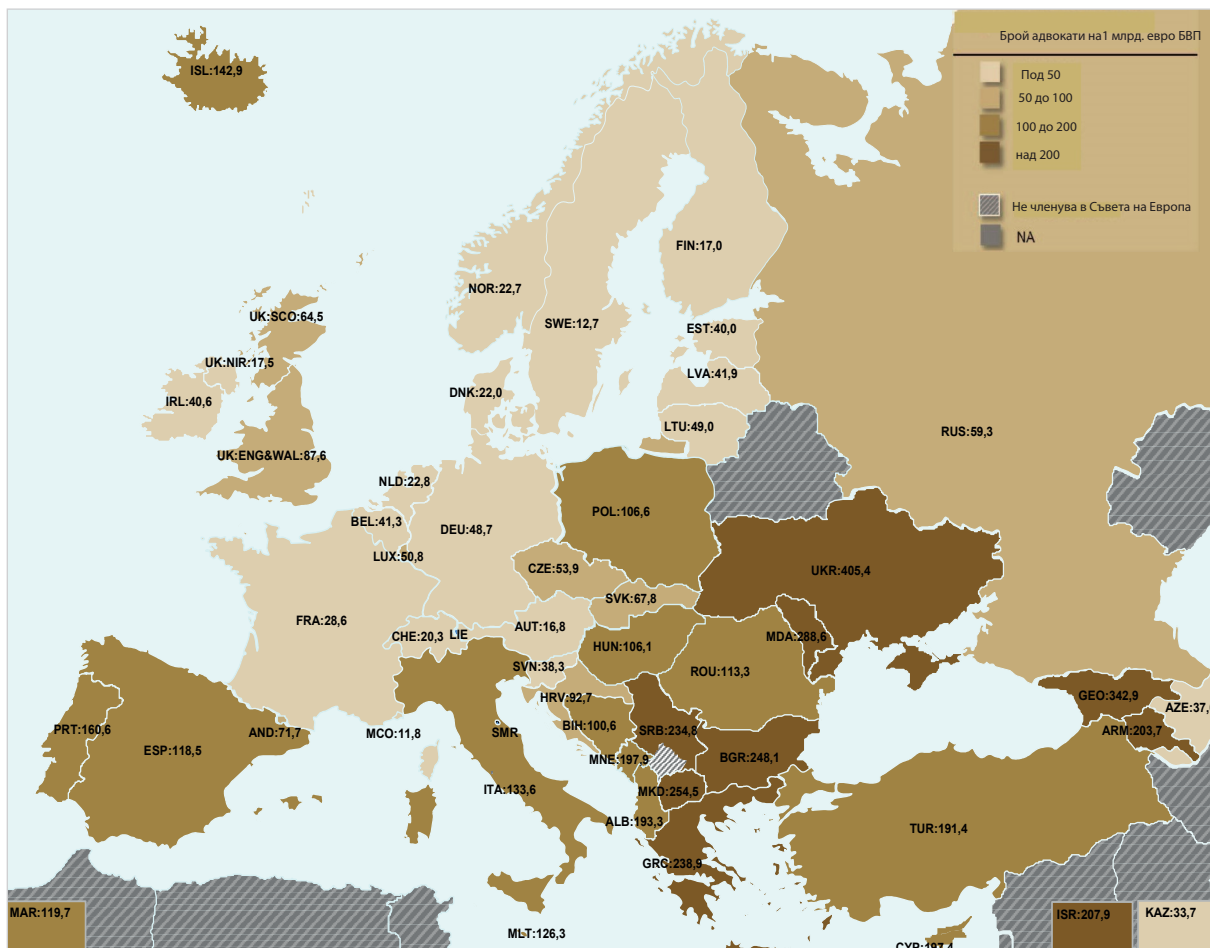 Брой адвокати на1 млрд. евро БВП
Под 50
50 до 100
100 до 200
над 200
Не членува в Съвета на Европа
NA
ISL:142,9
FIN:17,0
NOR:22,7
SWE:12,7
UK:SCO:64,5
EST:40,0
UK:NIR:17,5
LVA:41,9
DNK:22,0
IRL:40,6
LTU:49,0
RUS:59,3
UK:ENG&WAL:87,6
NLD:22,8
POL:106,6
BEL:41,3
DEU:48,7
LUX:50,8
CZE:53,9
UKR:405,4
SVK:67,8
FRA:28,6
AUT:16,8
CHE:20,3
LIE
MDA:288,6
HUN:106,1
SVN:38,3
ROU:113,3
HRV:92,7
GEO:342,9
AZE:37,
PRT:160,6
AND:71,7
MCO:11,8
SMR
BIH:100,6
SRB:234,8
ARM:203,7
ESP:118,5
MNE:197,9
BGR:248,1
ITA:133,6
MKD:254,5
ALB:193,3
TUR:191,4
GRC:238,9
MAR:119,7
ISR:207,9
KAZ:33,7
MLT:126,3
CYP:197,4